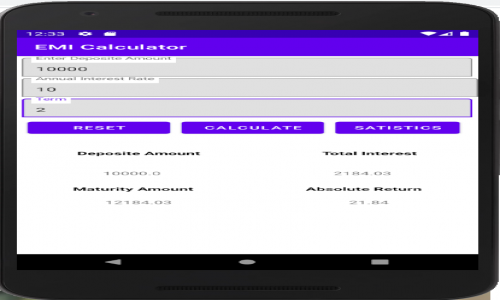 12:33
EMI Calculator
Enter Deposite Amount
10000
Annual Interest Rate
10
Term
2
RESET CALCULATE SATISTICS
Deposite Amount Total Interest
10000.0 2184.03
Maturity Amount Absolute Return
12184.03 21.84